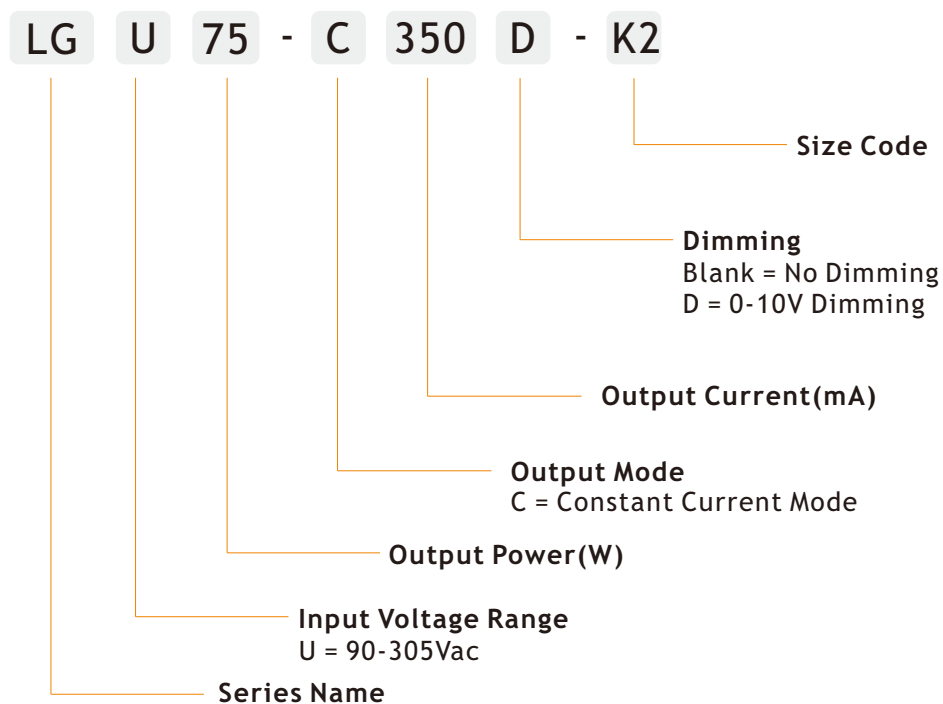 LG U 75 - C 350 D - K2
Size Code
Dimming
Blank = No Dimming
D = 0-10V Dimming
Output Current(mA)
Output Mode
C = Constant Current Mode
Output Power(W)
Input Voltage Range
U = 90-305Vac
Series Name